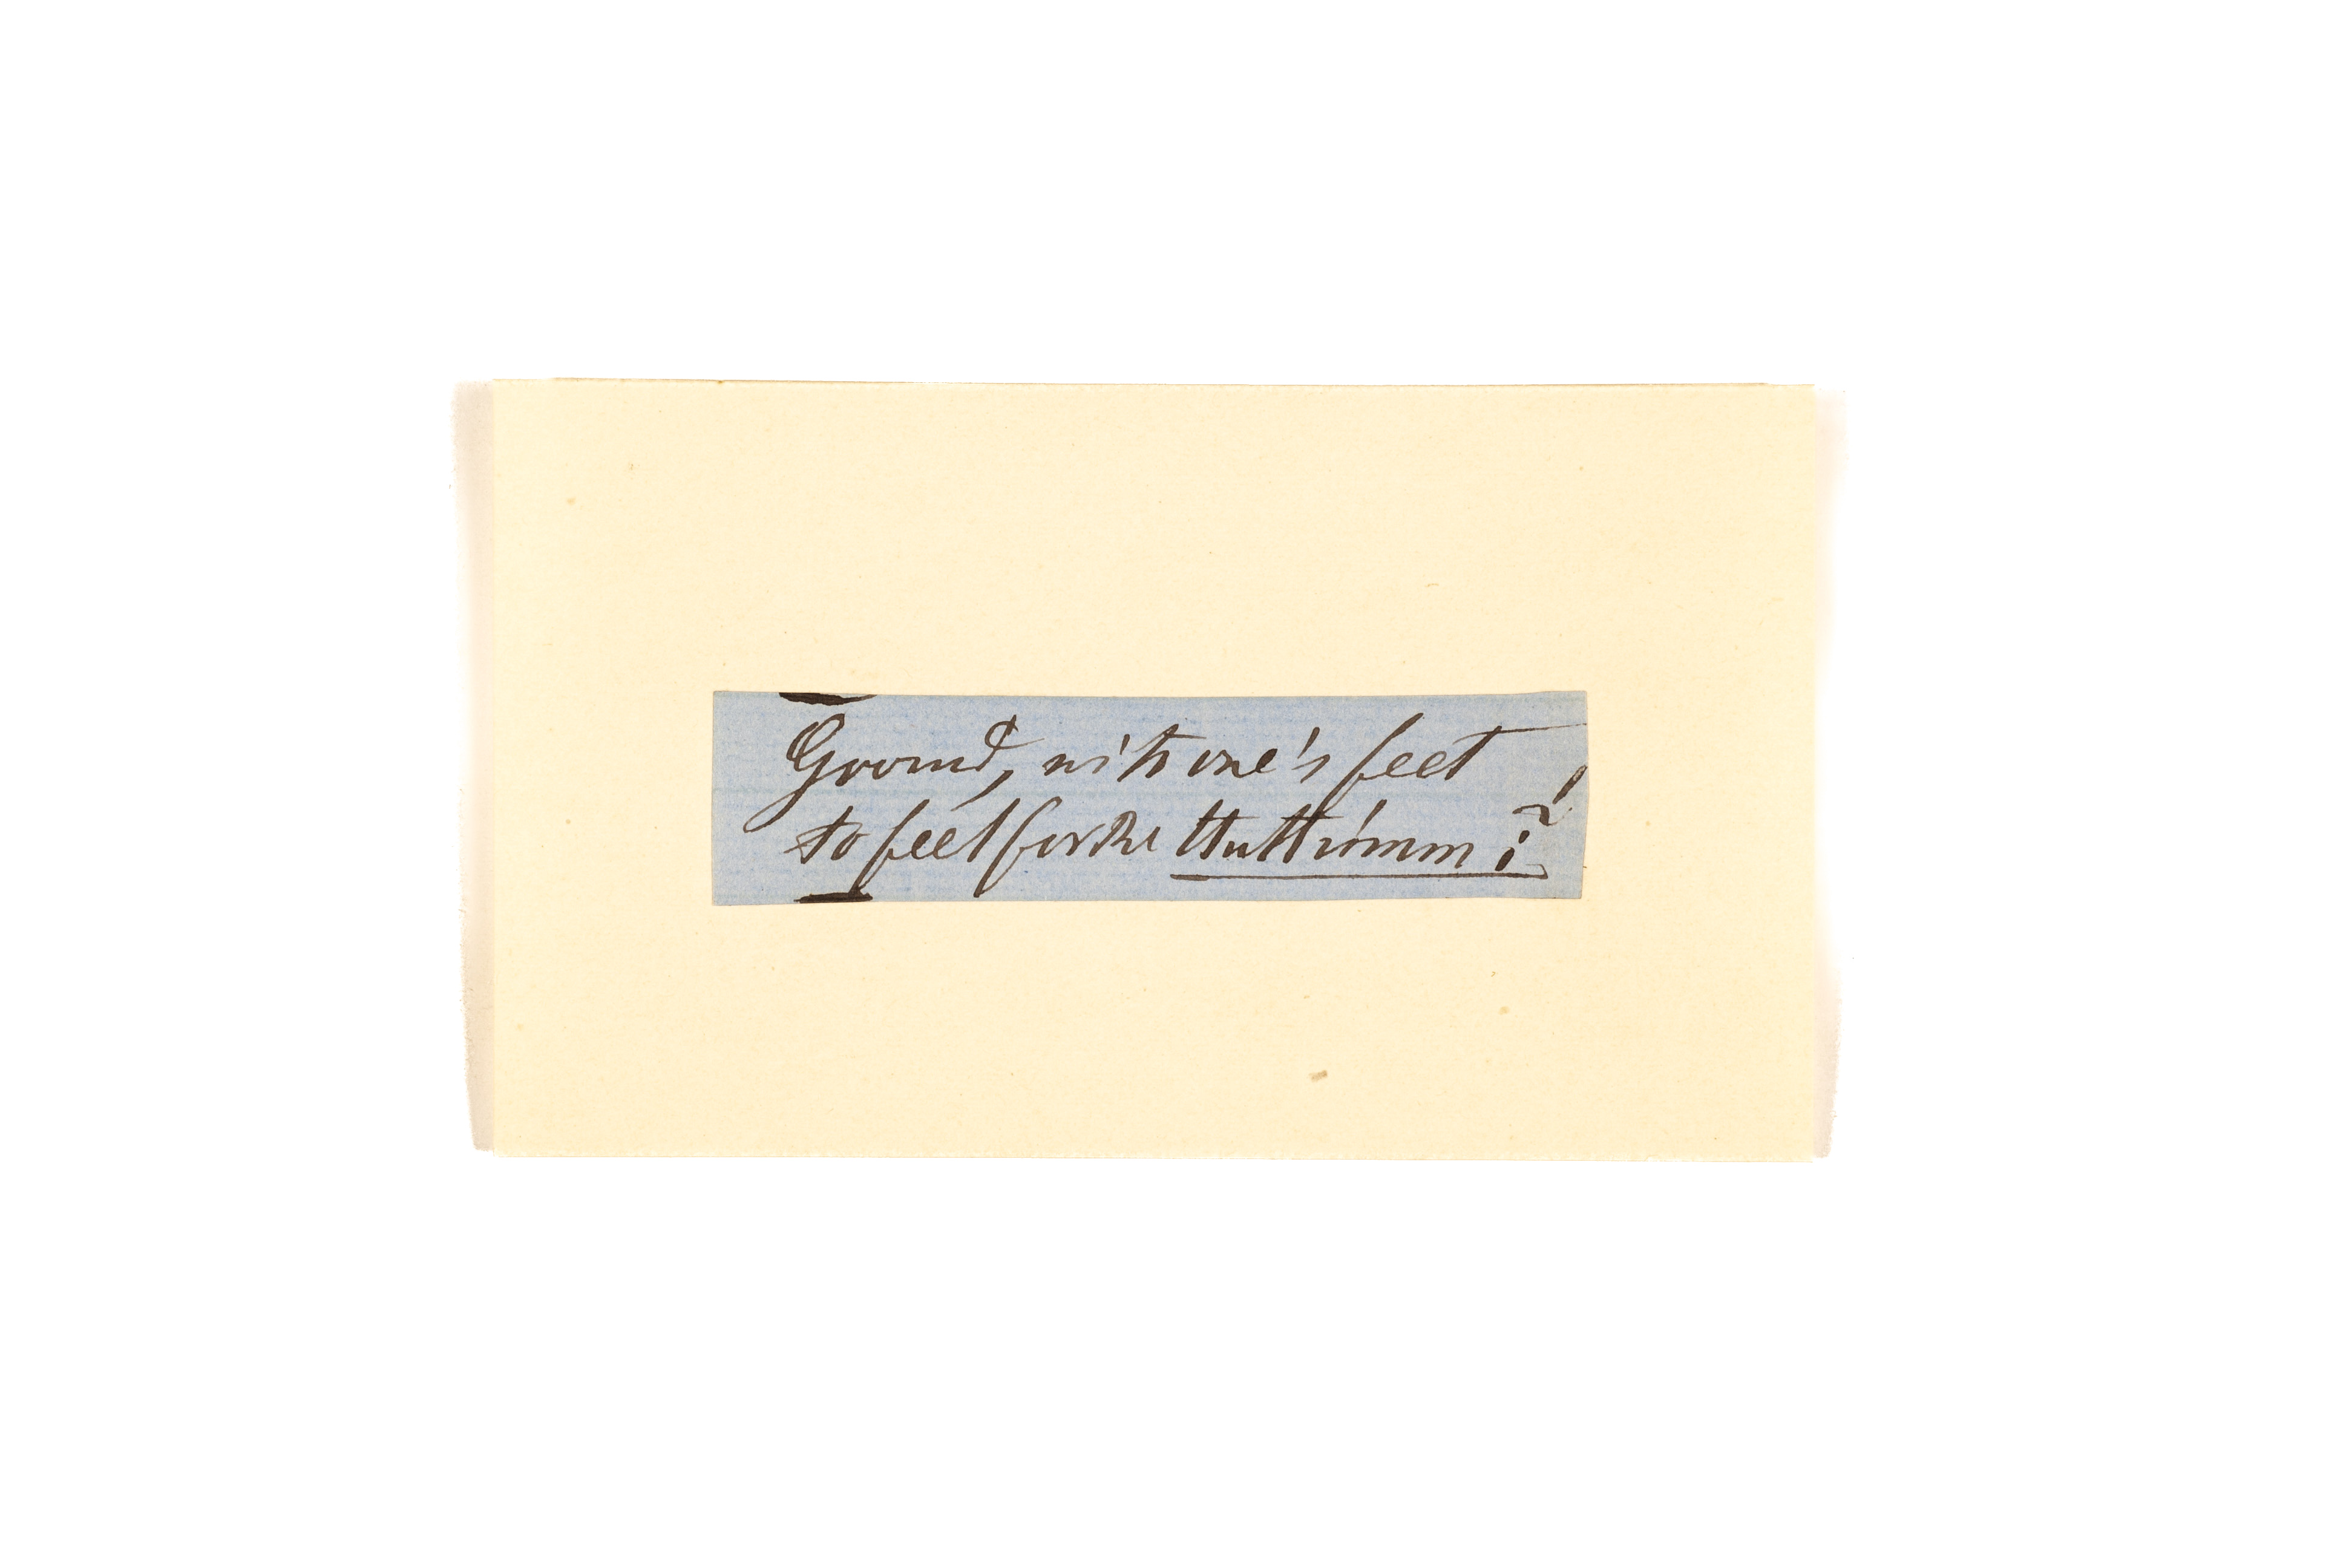 Ground, with one's feet
to feel for the